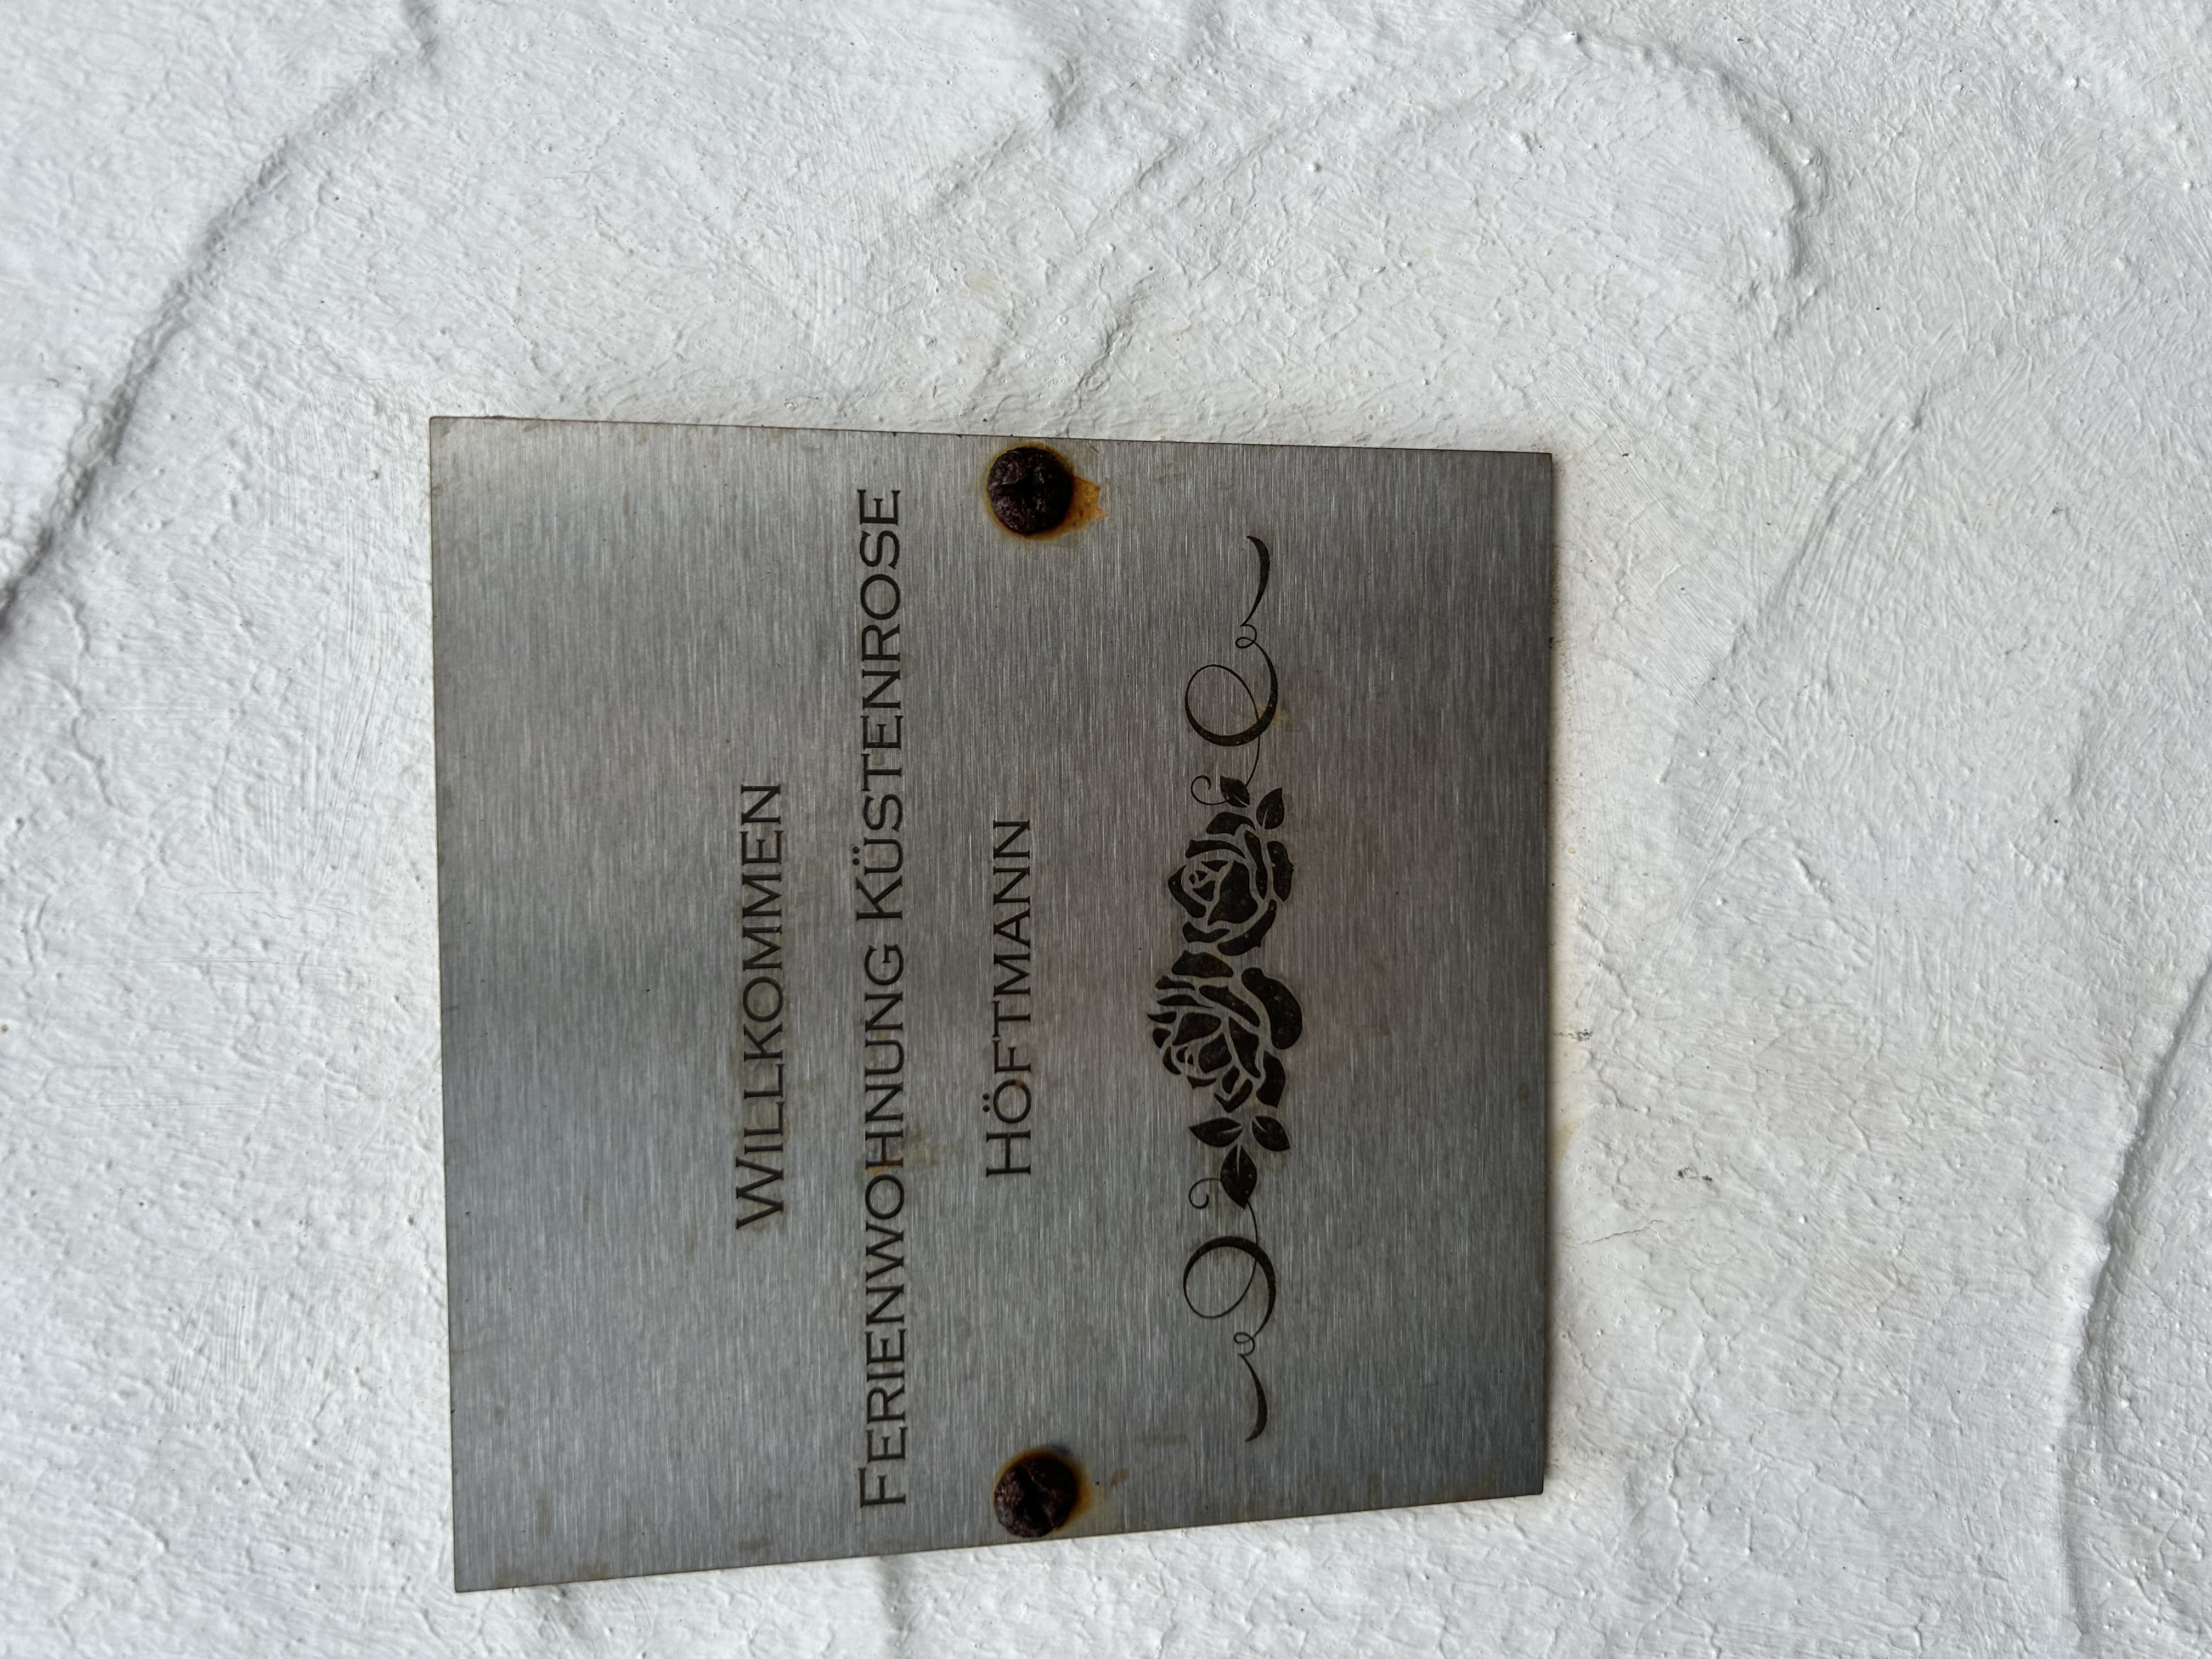 Willkommen
Ferienwohnung Küstenrose
Höftmann